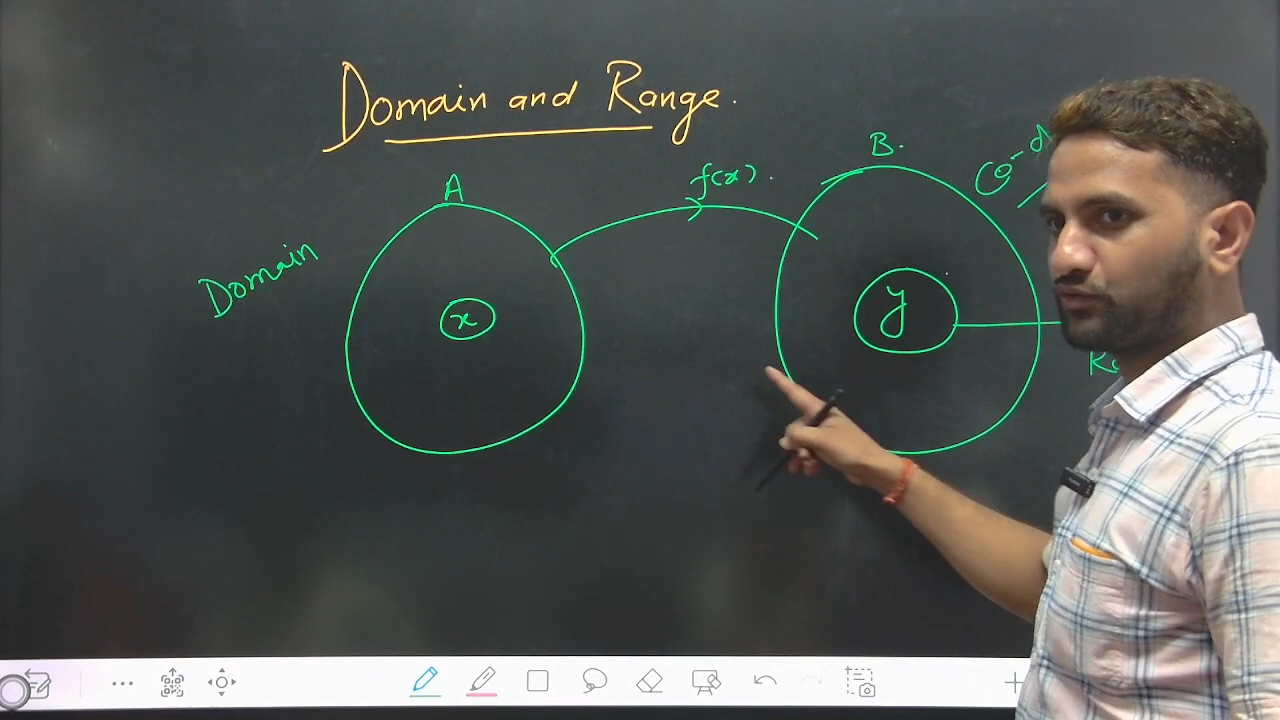 Domain and Range.
A
f(x).
B.
Domain
x
y